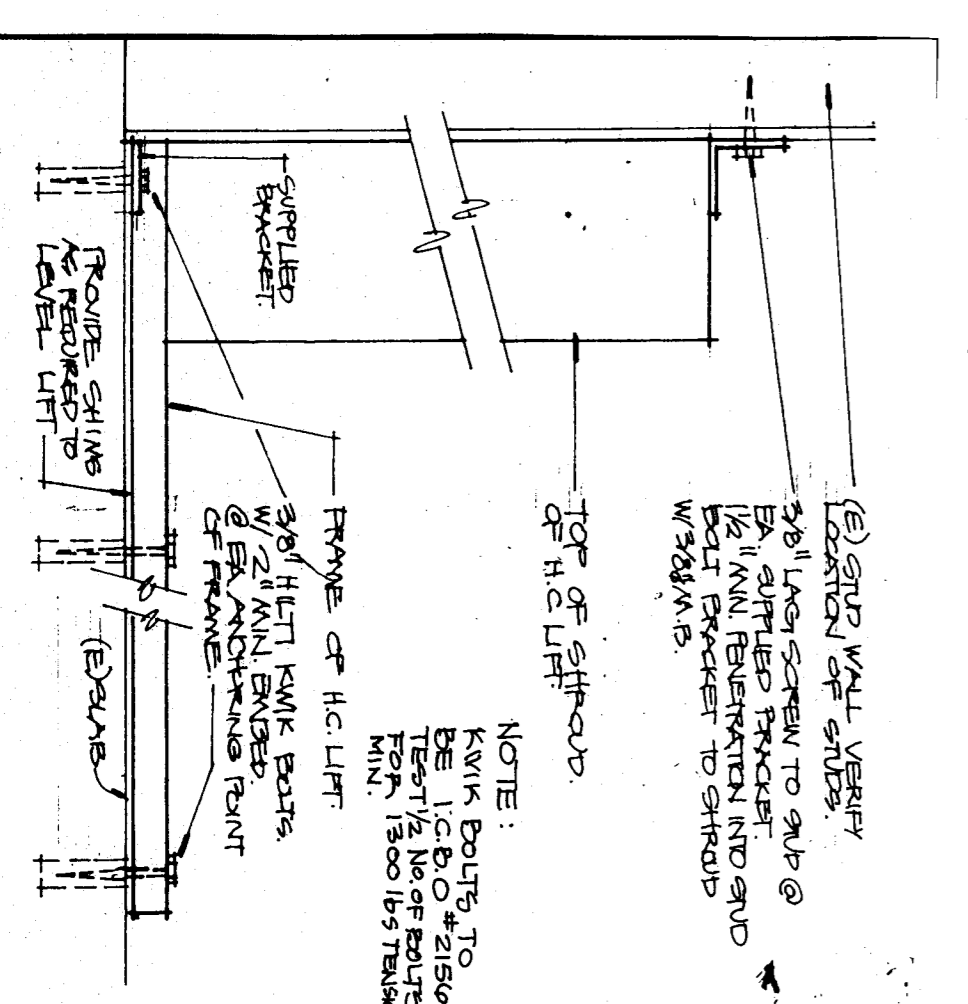 (E) STUD WALL VERIFY
LOCATION OF STUDS.
3/8" LAG SCREW TO STUD @
EA. SUPPLIED BRACKET.
1 1/2" MIN. PENETRATION INTO STUD
BOLT BRACKET TO SHROUD
W/ 3/8"ø M.B.
TOP OF SHROUD.
OF H.C LIFT.
NOTE:
KWIK BOLTS TO
BE I.C.B.O #2156
TEST 1/2 NO. OF BOLTS
FOR 1300 lbs TENS
MIN.
SUPPLIED
BRACKET.
FRAME OF H.C. LIFT.
3/8" HILTI KWIK BOLTS.
W/ 2" MIN. EMBED.
@ EA. ANCHORING POINT
OF FRAME.
PROVIDE SHIMS
AS REQUIRED TO
LEVEL LIFT
(E) SLAB